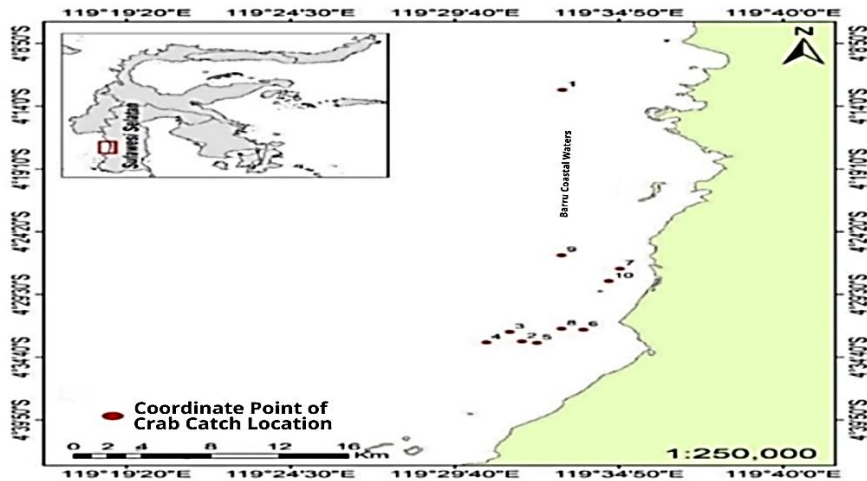 119°19'20"E 119°24'30"E 119°29'40"E 119°34'50"E 119°40'0"E
4°8'50"S 4°8'50"S
N
1
4°14'0"S 4°14'0"S
Sulawesi Selatan
Barru Coastal Waters
4°19'10"S 4°19'10"S
4°24'20"S 4°24'20"S
9
7
10
4°29'30"S 4°29'30"S
3 8 6
4 2 5
4°34'40"S 4°34'40"S
Coordinate Point of
Crab Catch Location
4°39'50"S 4°39'50"S
0 2 4 8 12 16
Km
1:250,000
119°19'20"E 119°24'30"E 119°29'40"E 119°34'50"E 119°40'0"E